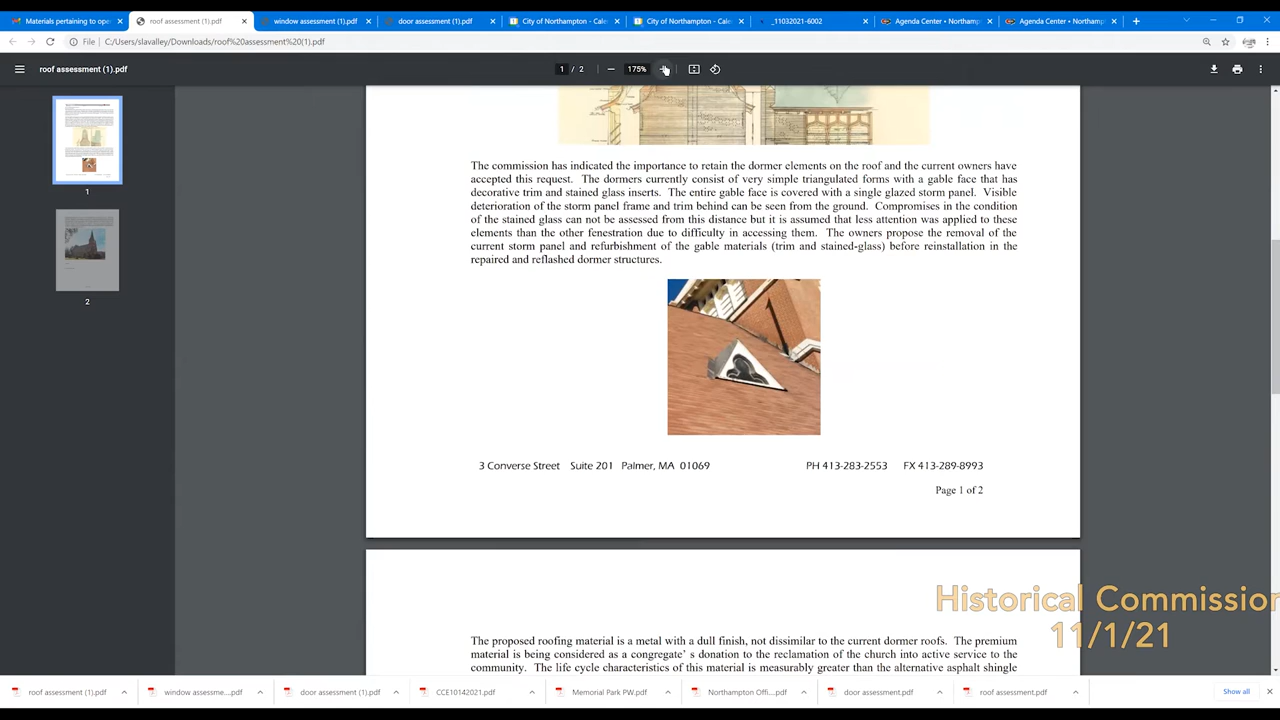 Materials pertaining to ope
roof assessment (1).pdf
window assessment (1).pdf
door assessment (1).pdf
City of Northampton - Cale
City of Northampton - Cale
_11032021-6002
Agenda Center • Northamp
Agenda Center • Northamp
File C:/Users/slavalley/Downloads/roof%20assessment%20(1).pdf
roof assessment (1).pdf
1 / 2
175%
The commission has indicated the importance to retain the dormer elements on the roof and the current owners have
accepted this request. The dormers currently consist of very simple triangulated forms with a gable face that has
decorative trim and stained glass inserts. The entire gable face is covered with a single glazed storm panel. Visible
deterioration of the storm panel frame and trim behind can be seen from the ground. Compromises in the condition
of the stained glass can not be assessed from this distance but it is assumed that less attention was applied to these
elements than the other fenestration due to difficulty in accessing them. The owners propose the removal of the
current storm panel and refurbishment of the gable materials (trim and stained-glass) before reinstallation in the
repaired and reflashed dormer structures.
3 Converse Street Suite 201 Palmer, MA 01069 PH 413-283-2553 FX 413-289-8993
Page 1 of 2
1
2
The proposed roofing material is a metal with a dull finish, not dissimilar to the current dormer roofs. The premium
material is being considered as a congregate' s donation to the reclamation of the church into active service to the
community. The life cycle characteristics of this material is measurably greater than the alternative asphalt shingle
Historical Commission
11/1/21
roof assessment (1).pdf
window assessme....pdf
door assessment (1).pdf
CCE10142021.pdf
Memorial Park PW.pdf
Northampton Offi....pdf
door assessment.pdf
roof assessment.pdf
Show all